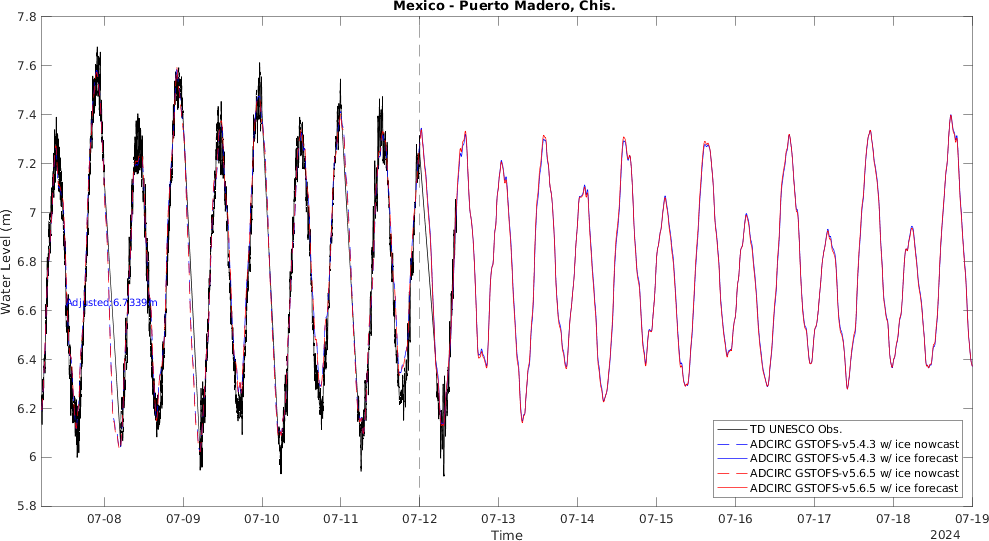 Mexico - Puerto Madero, Chis.
7.8
7.6
7.4
7.2
7
6.8
6.6
6.4
6.2
6
5.8
Water Level (m)
Adjusted:6.7339m
TD UNESCO Obs.
ADCIRC GSTOFS-v5.4.3 w/ ice nowcast
ADCIRC GSTOFS-v5.4.3 w/ ice forecast
ADCIRC GSTOFS-v5.6.5 w/ ice nowcast
ADCIRC GSTOFS-v5.6.5 w/ ice forecast
07-08 07-09 07-10 07-11 07-12 07-13 07-14 07-15 07-16 07-17 07-18 07-19
Time
2024